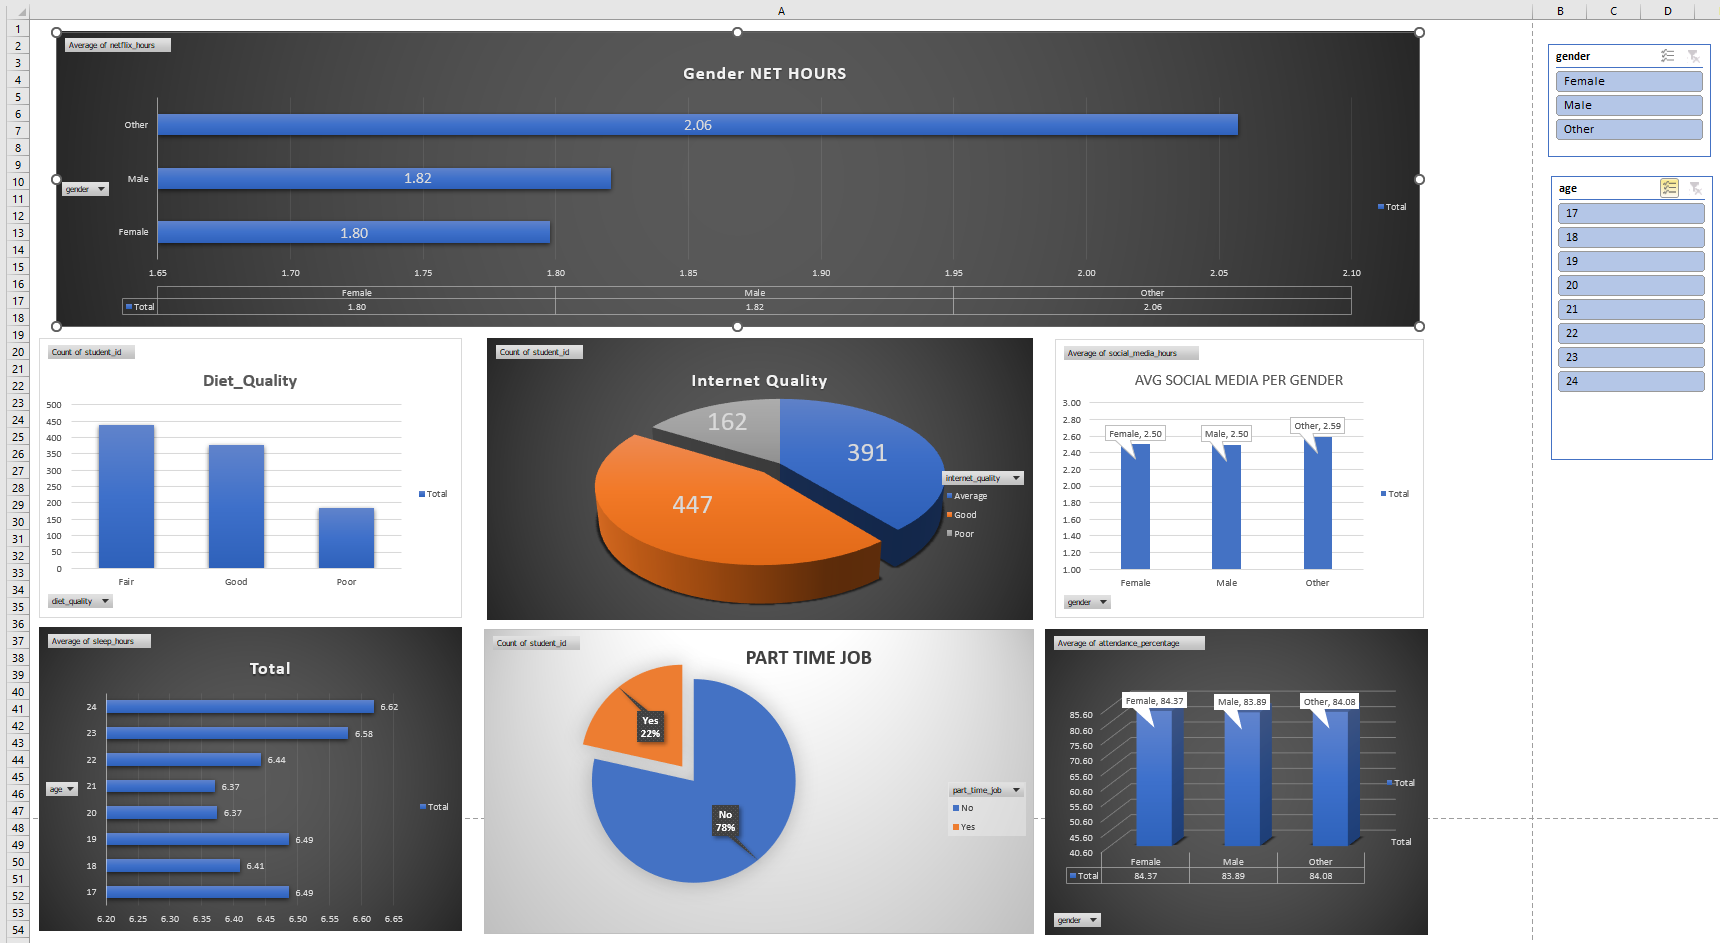 A B C D
1
2
3
4
5
6
7
8
9
10
11
12
13
14
15
16
17
18
19
20
21
22
23
24
25
26
27
28
29
30
31
32
33
34
35
36
37
38
39
40
41
42
43
44
45
46
47
48
49
50
51
52
53
54
Average of netflix_hours
Gender NET HOURS
Other 2.06
Male 1.82
gender
Female 1.80
Total
1.65 1.70 1.75 1.80 1.85 1.90 1.95 2.00 2.05 2.10
Female Male Other
Total 1.80 1.82 2.06
gender
Female
Male
Other
age
17
18
19
20
21
22
23
24
Count of student_id
Diet_Quality
500
450
400
350
300
250
200
150
100
50
0
Fair Good Poor
Total
diet_quality
Count of student_id
Internet Quality
162
391
447
internet_quality
Average
Good
Poor
Average of social_media_hours
AVG SOCIAL MEDIA PER GENDER
3.00
2.80
2.60
2.40
2.20
2.00
1.80
1.60
1.40
1.20
1.00
Female, 2.50
Male, 2.50
Other, 2.59
Female Male Other
Total
gender
Average of sleep_hours
Total
24 6.62
23 6.58
22 6.44
21 6.37
20 6.37
19 6.49
18 6.41
17 6.49
age
Total
6.20 6.25 6.30 6.35 6.40 6.45 6.50 6.55 6.60 6.65
Count of student_id
PART TIME JOB
Yes
22%
No
78%
part_time_job
No
Yes
Average of attendance_percentage
Female, 84.37
Male, 83.89
Other, 84.08
85.60
80.60
75.60
70.60
65.60
60.60
55.60
50.60
45.60
40.60
Total
Total
Female Male Other
Total 84.37 83.89 84.08
gender